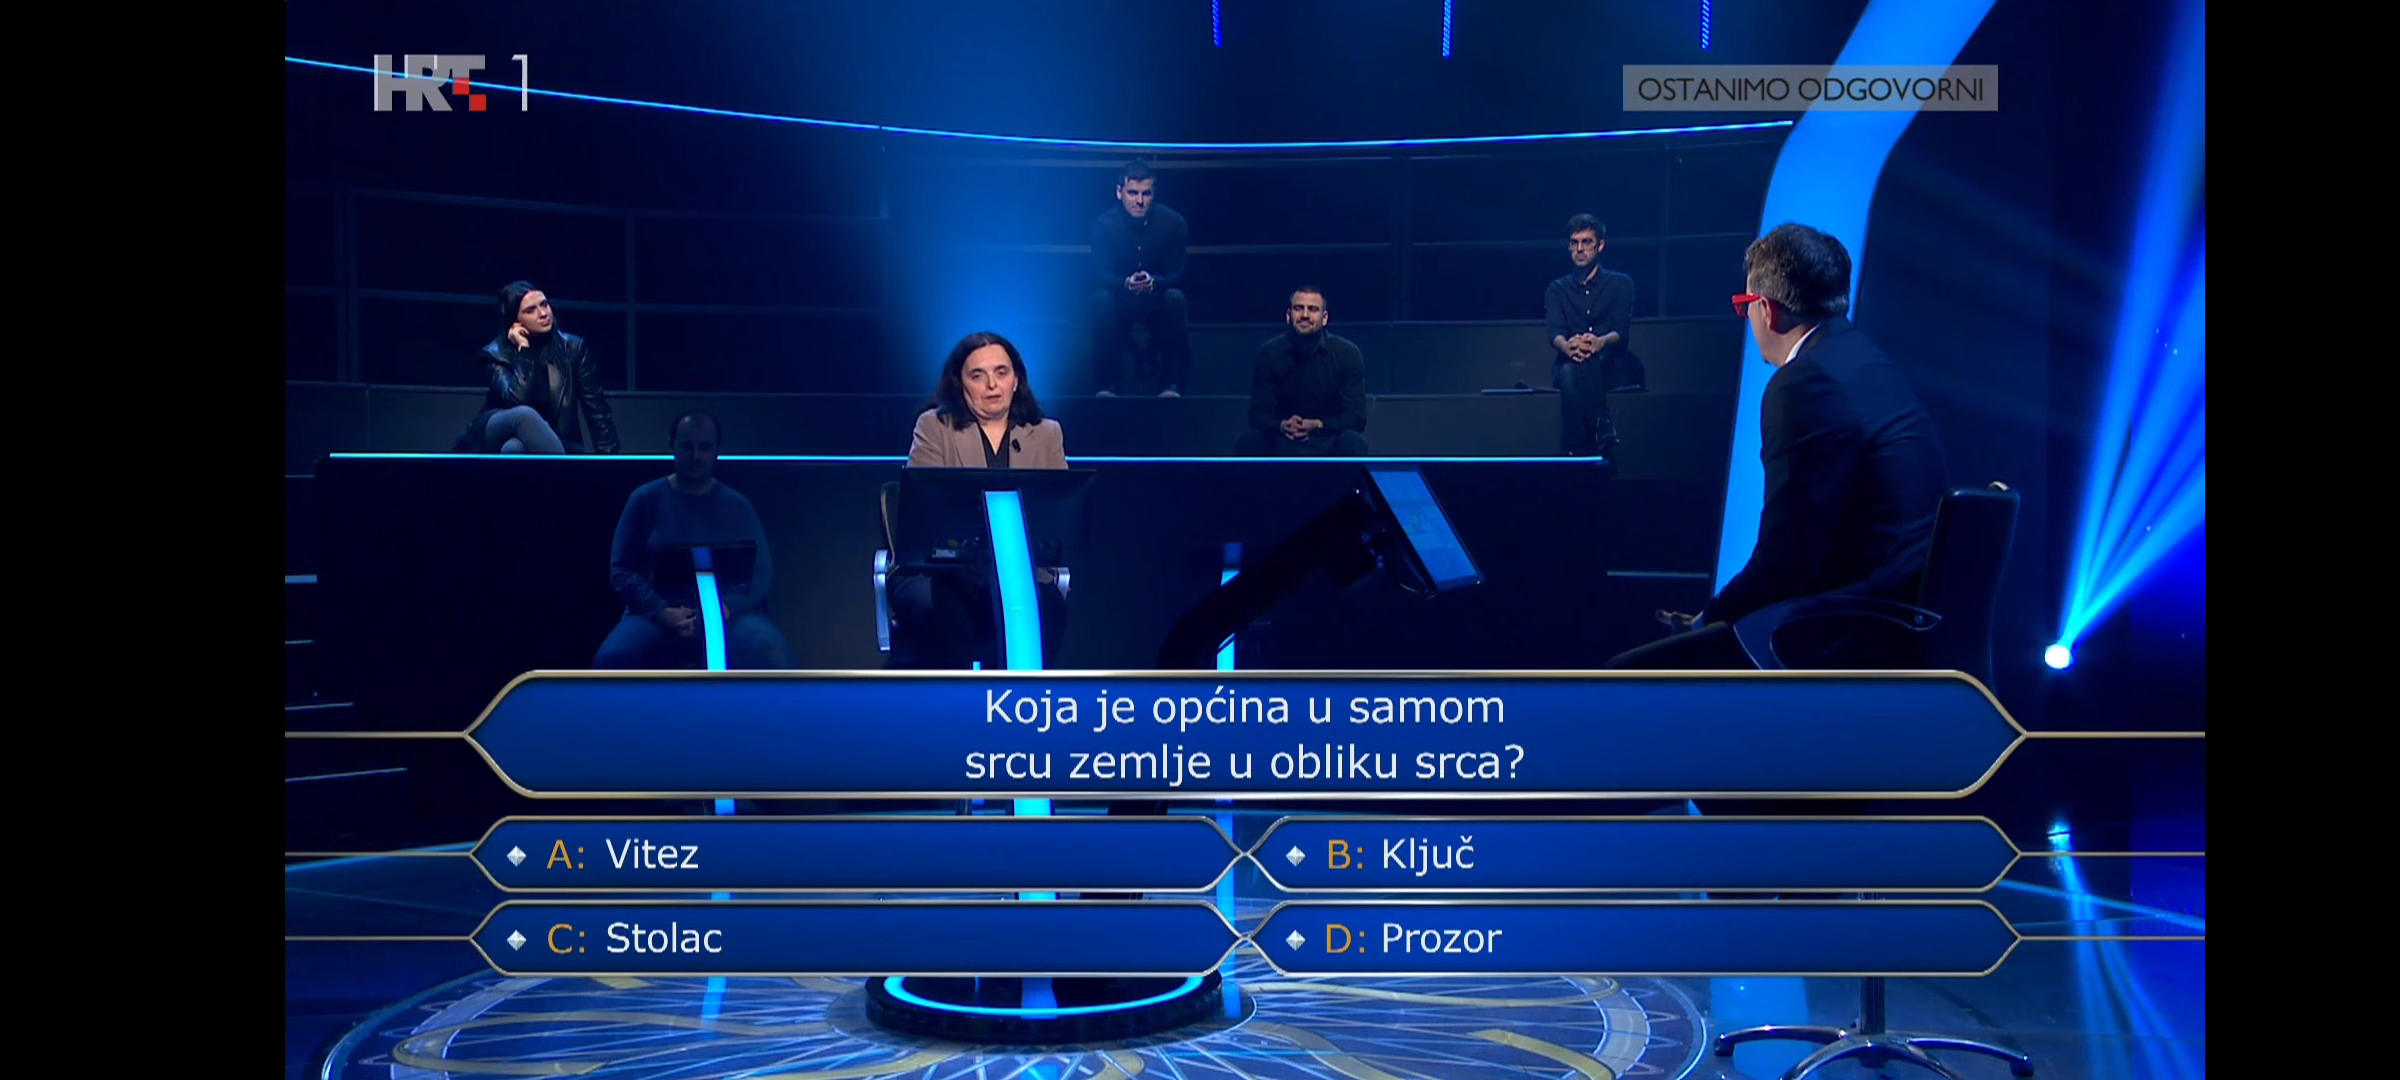 HRT 1
OSTANIMO ODGOVORNI
Koja je općina u samom
srcu zemlje u obliku srca?
A: Vitez
B: Ključ
C: Stolac
D: Prozor